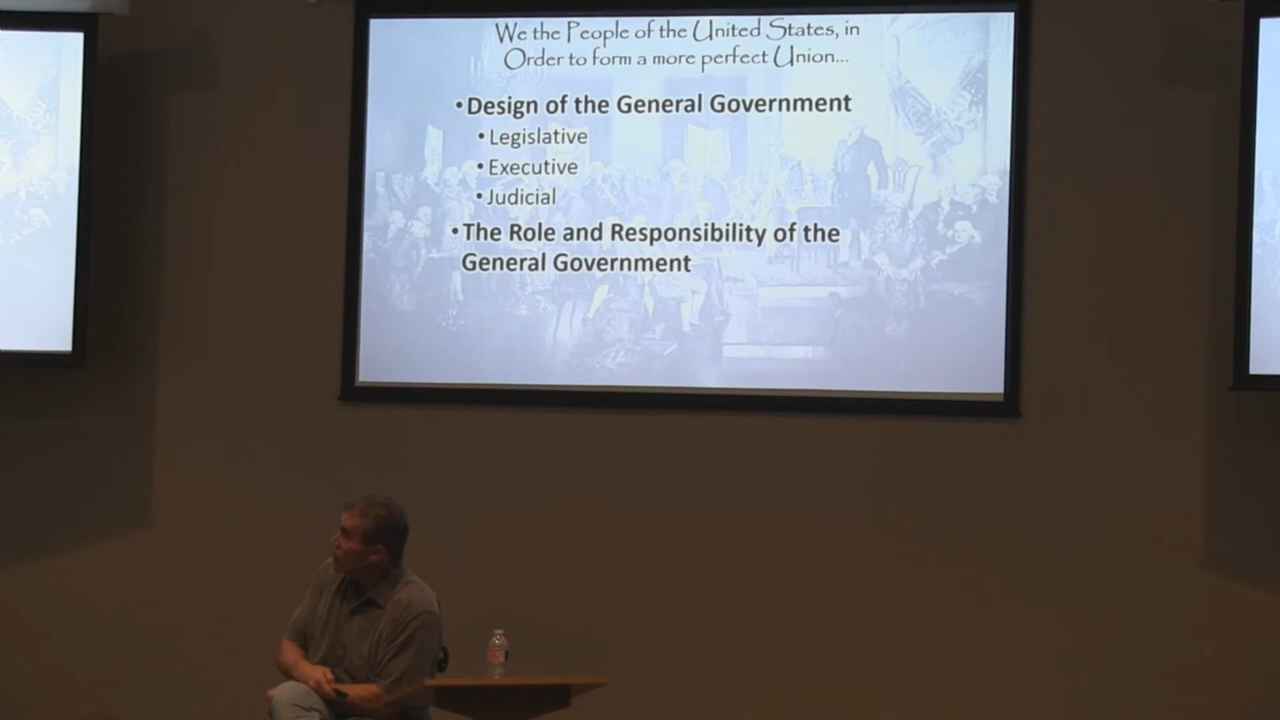 We the People of the United States, in
Order to form a more perfect Union...
•Design of the General Government
•Legislative
•Executive
•Judicial
•The Role and Responsibility of the
General Government